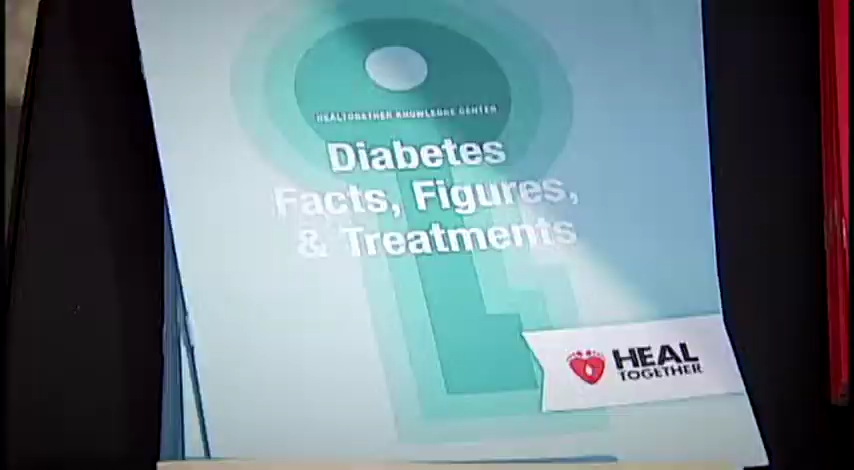 HEALTOGETHER KNOWLEDGE CENTER
Diabetes
Facts, Figures,
& Treatments
HEAL
TOGETHER